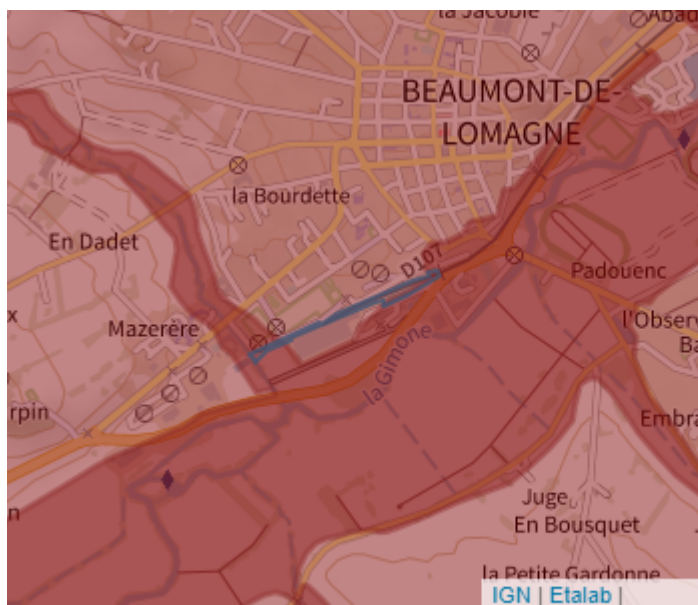 la Jacobie
Abad
BEAUMONT-DE-
LOMAGNE
la Bourdette
En Dadet
D107
Padouenc
x
Mazerère
la Gimone
l'Observ
Ba
rpin
Embra
n
Juge
En Bousquet
la Petite Gardonne
IGN | Etalab |